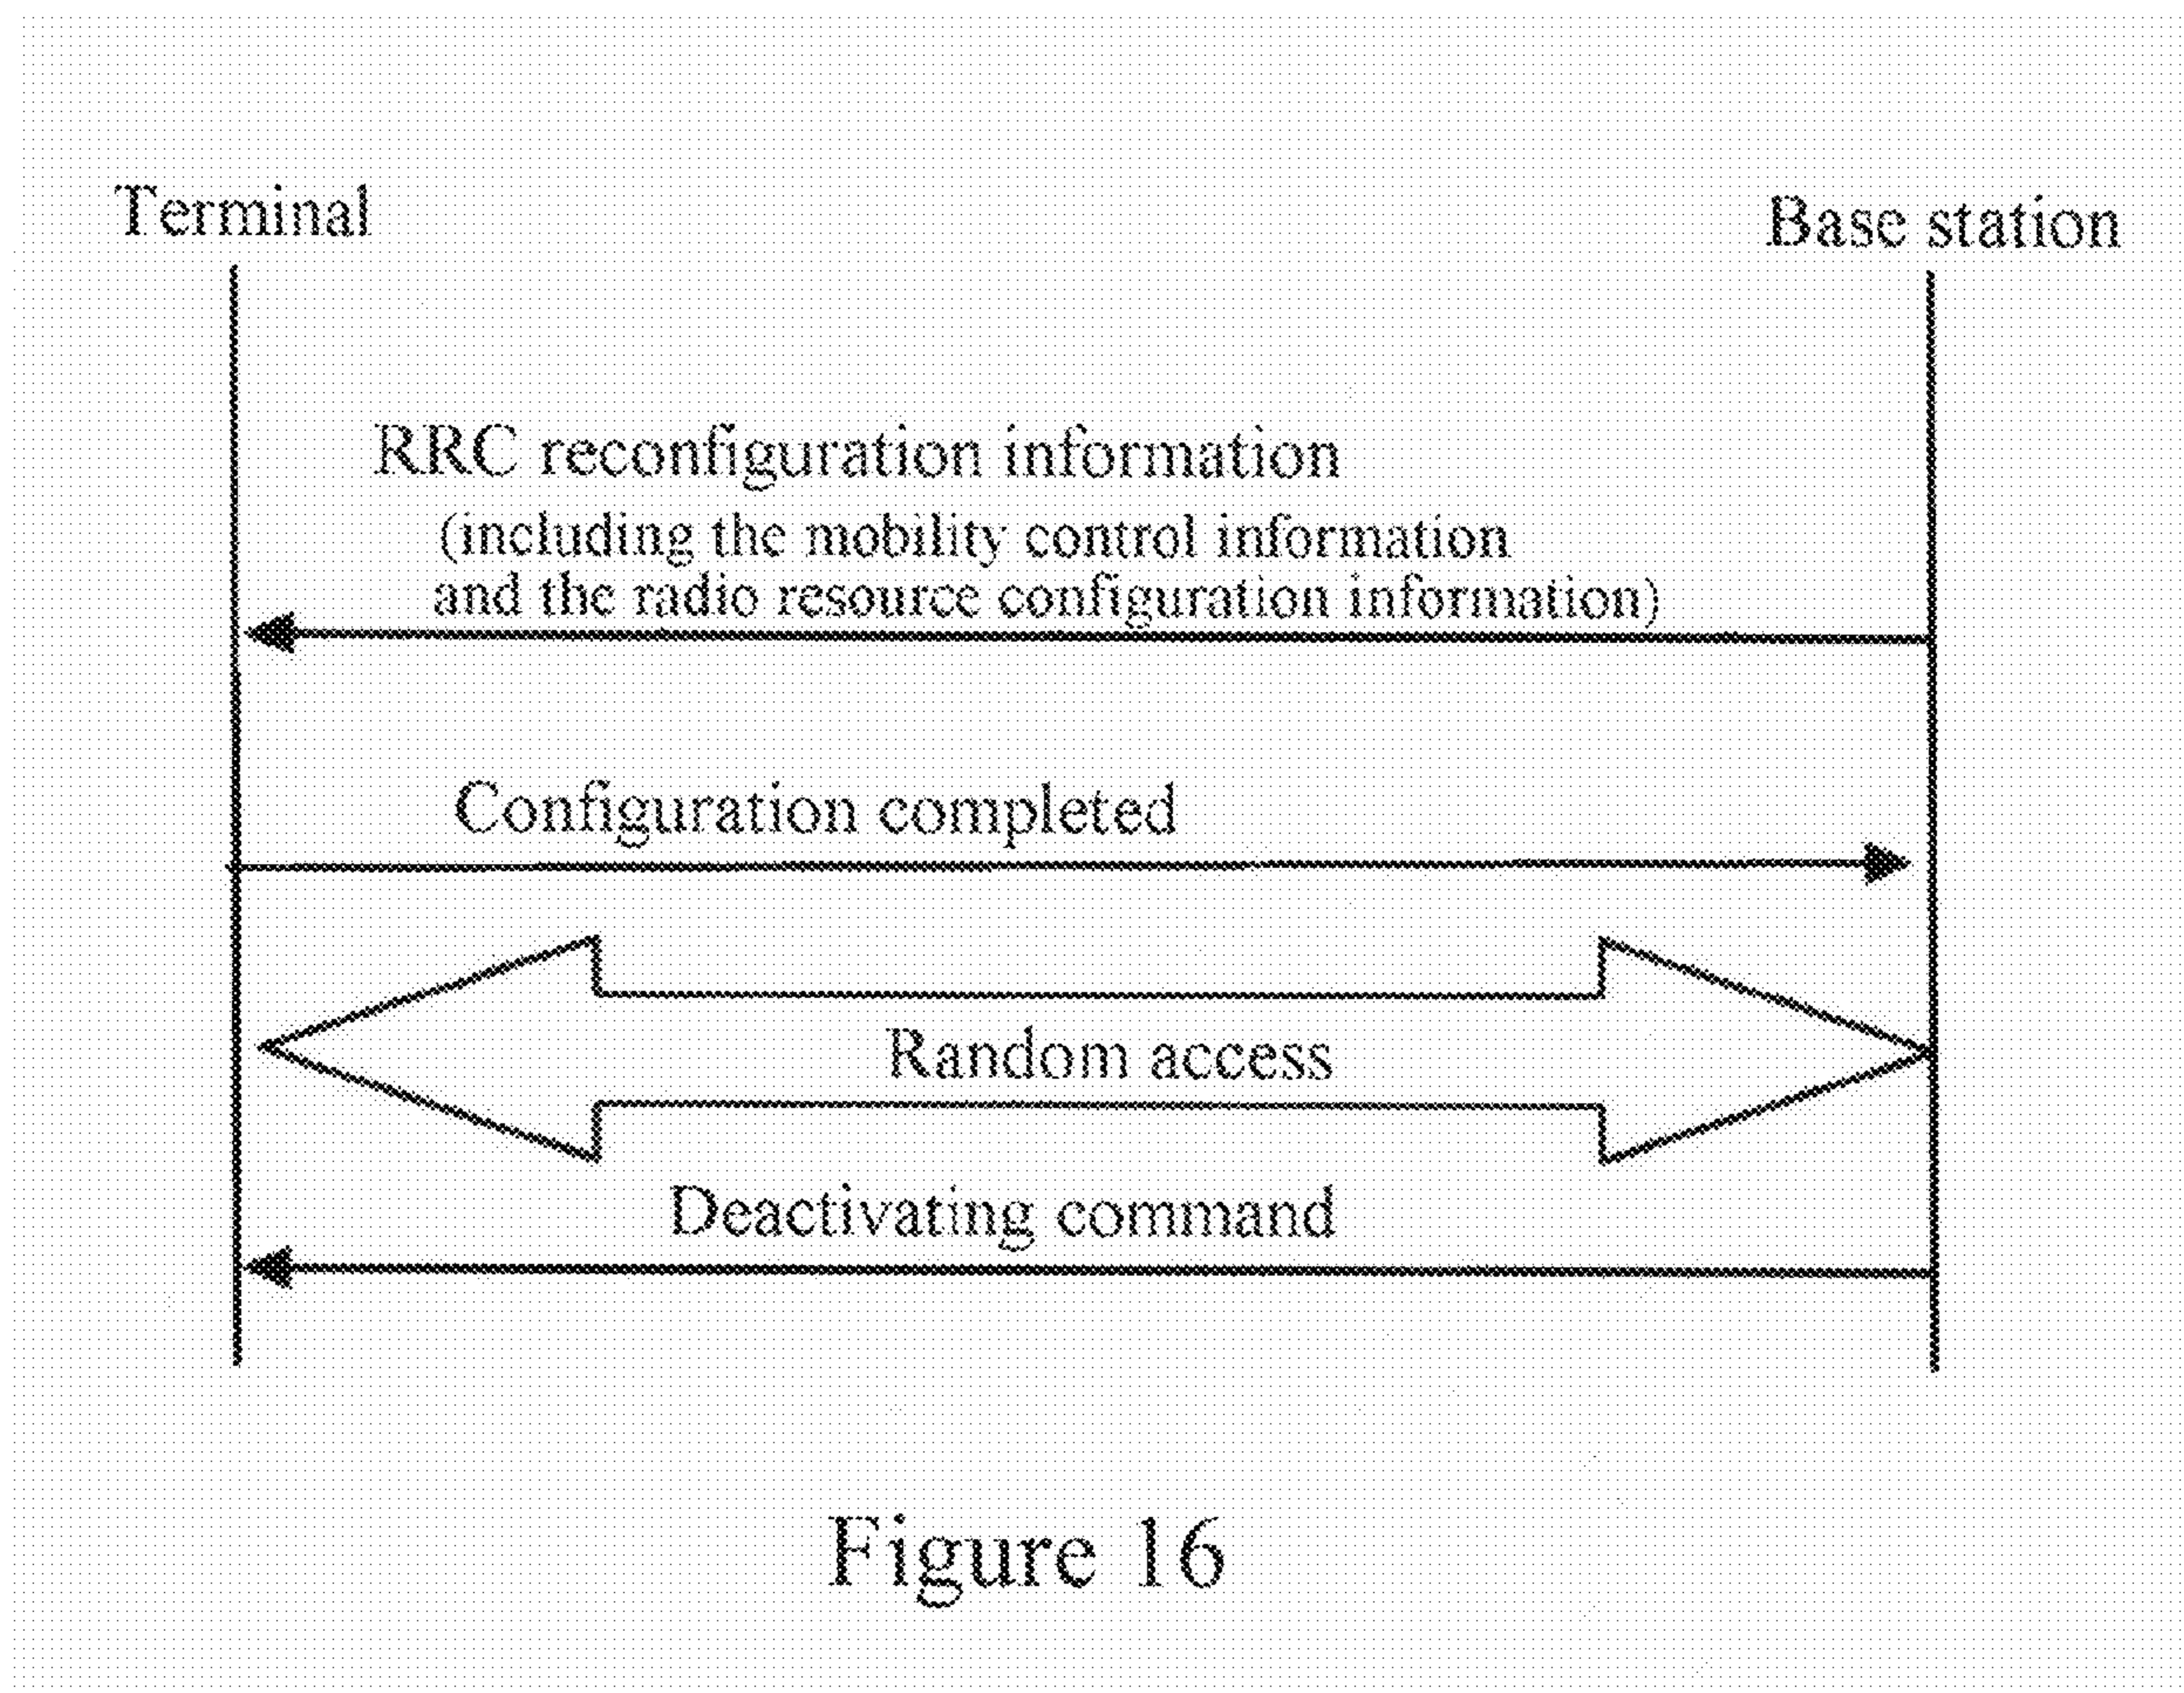 Terminal
Base station
RRC reconfiguration information
(including the mobility control information
and the radio resource configuration information)
Configuration completed
Random access
Deactivating command
Figure 16